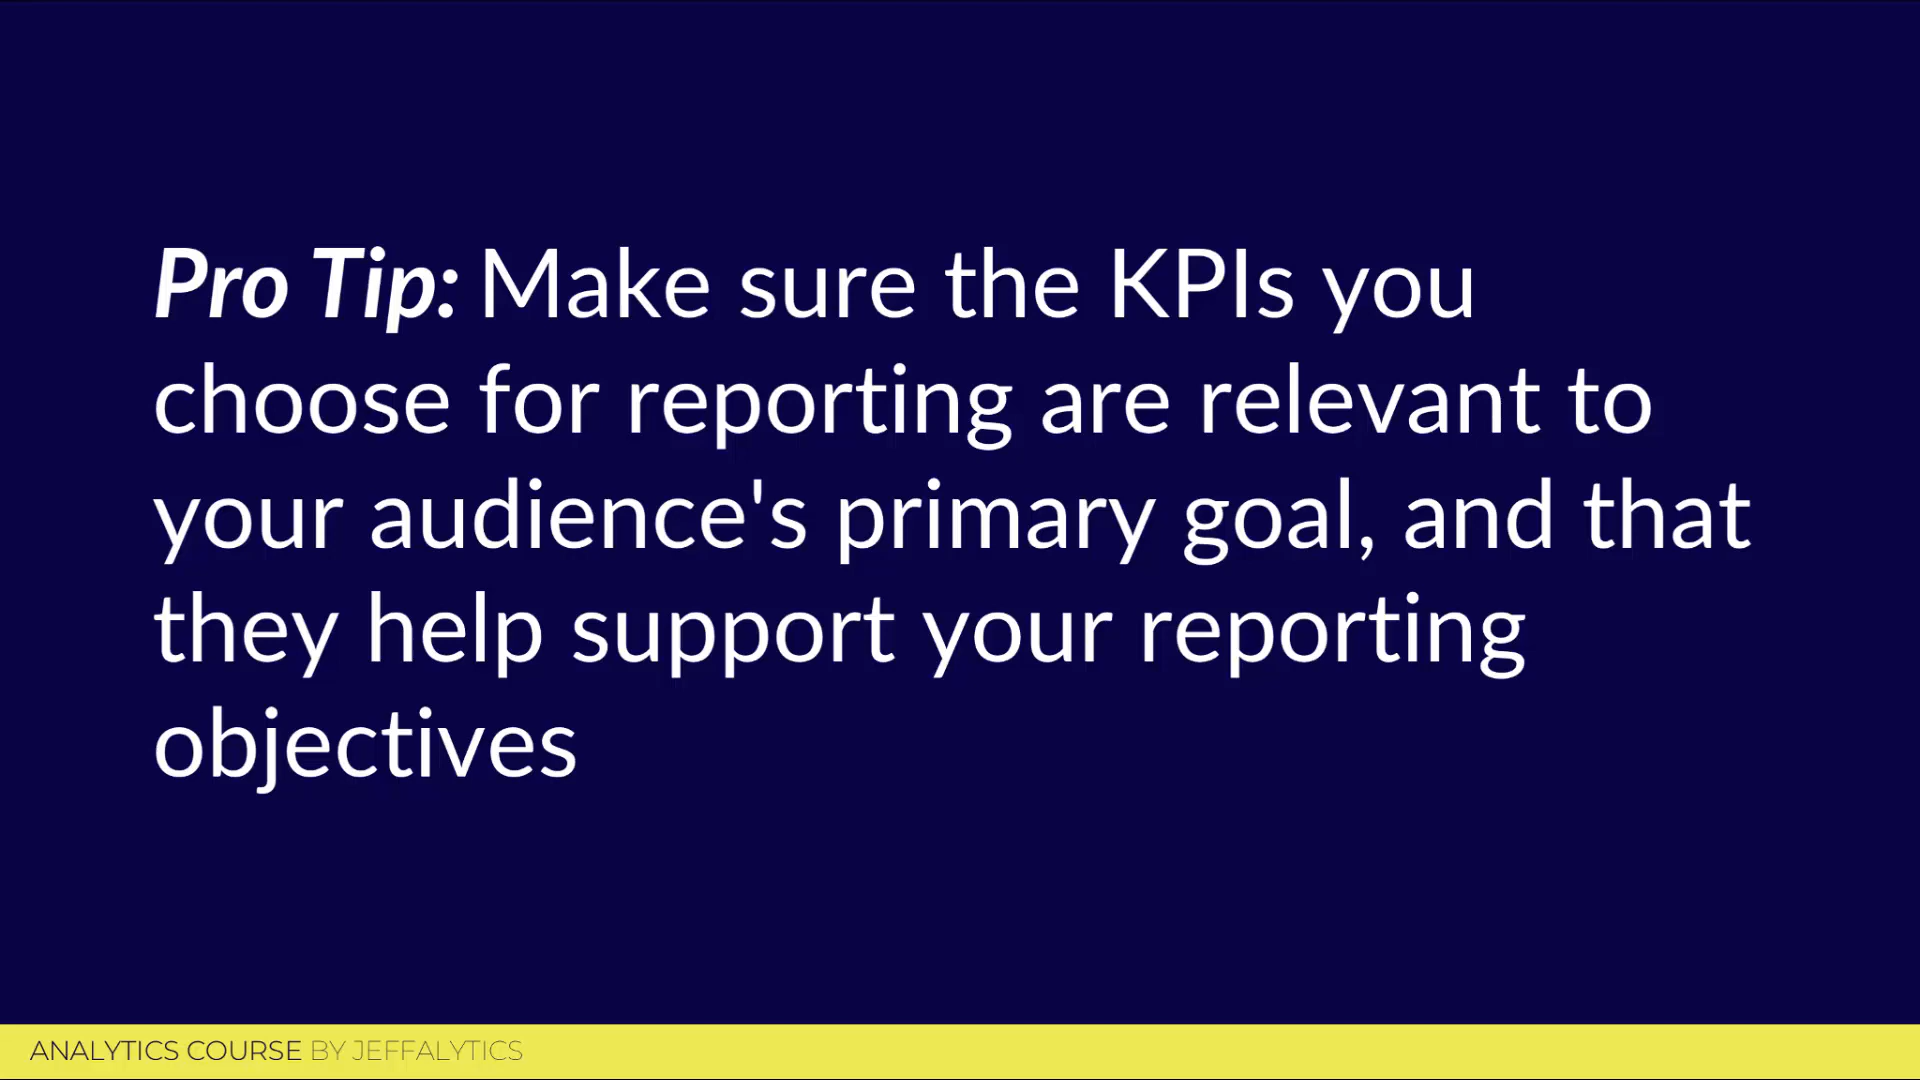 Pro Tip: Make sure the KPIs you
choose for reporting are relevant to
your audience's primary goal, and that
they help support your reporting
objectives
ANALYTICS COURSE BY JEFFALYTICS